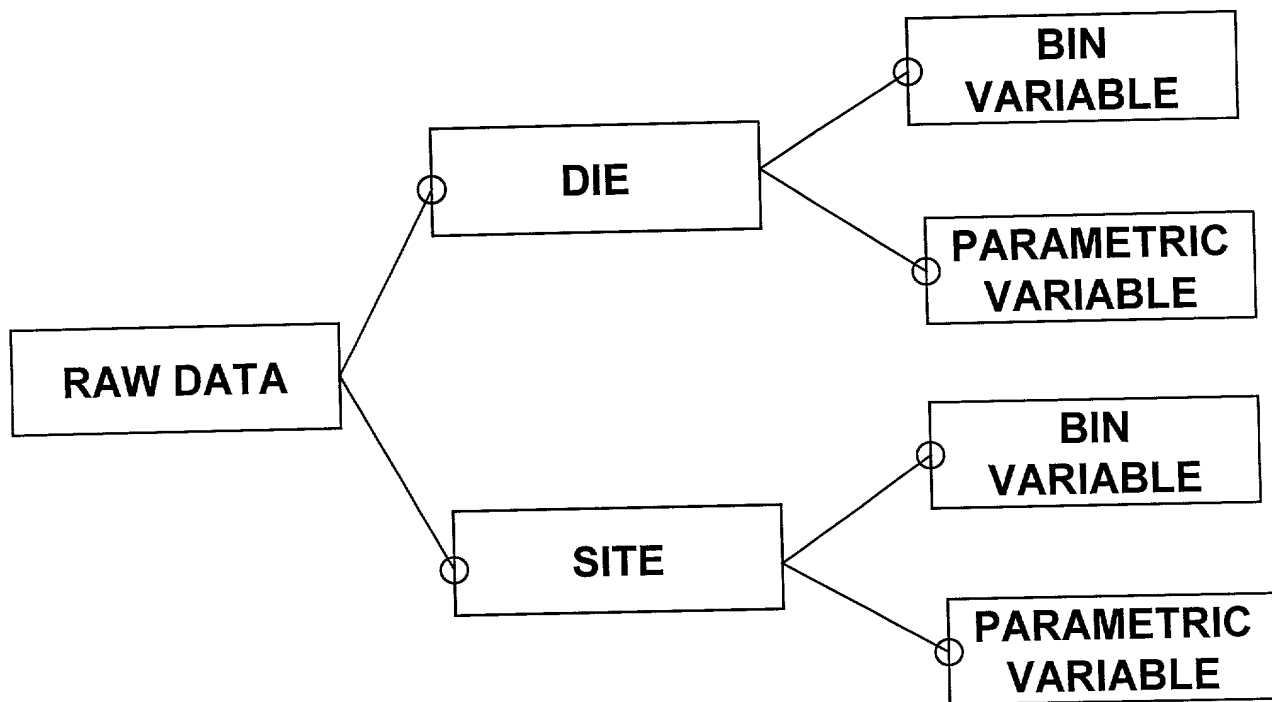 BIN
VARIABLE
DIE
PARAMETRIC
VARIABLE
RAW DATA
BIN
VARIABLE
SITE
PARAMETRIC
VARIABLE